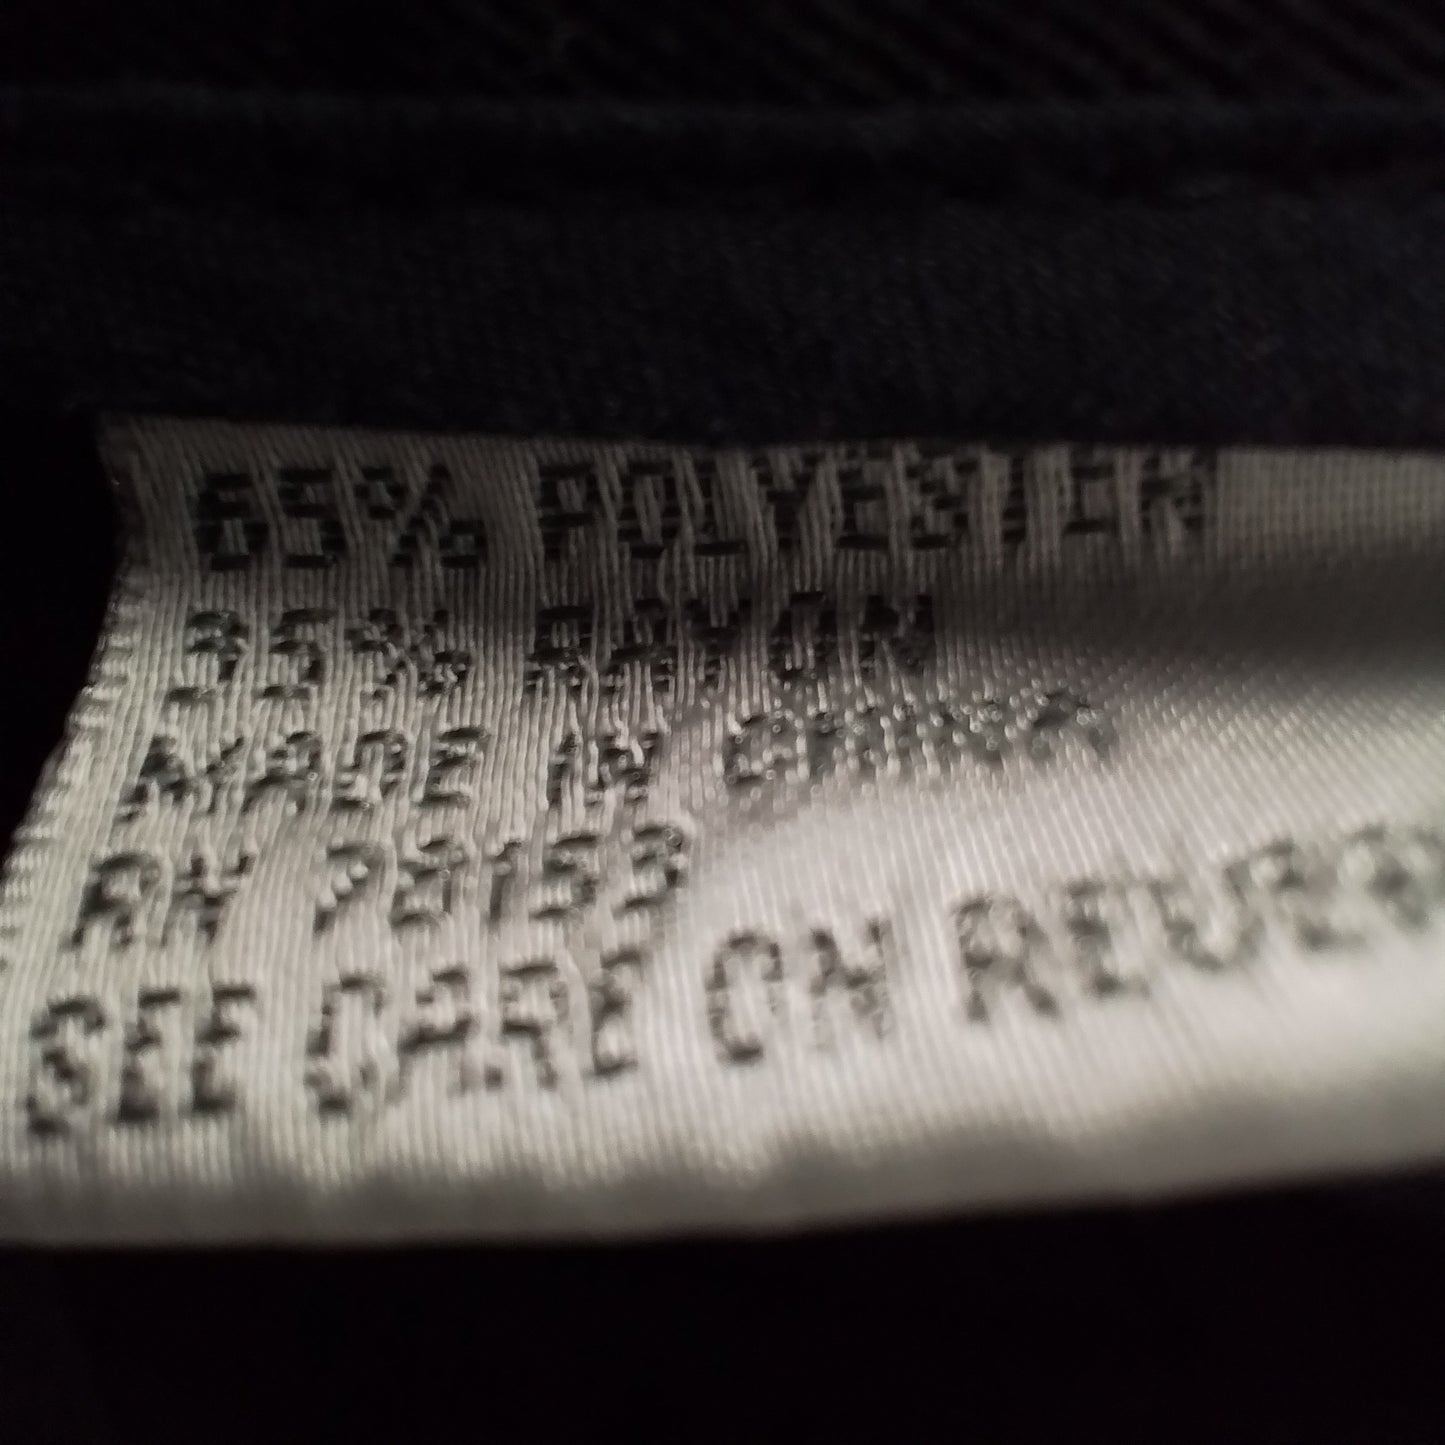 65% POLYESTER
35% RAYON
MADE IN CHINA
RN
SEE CARE ON